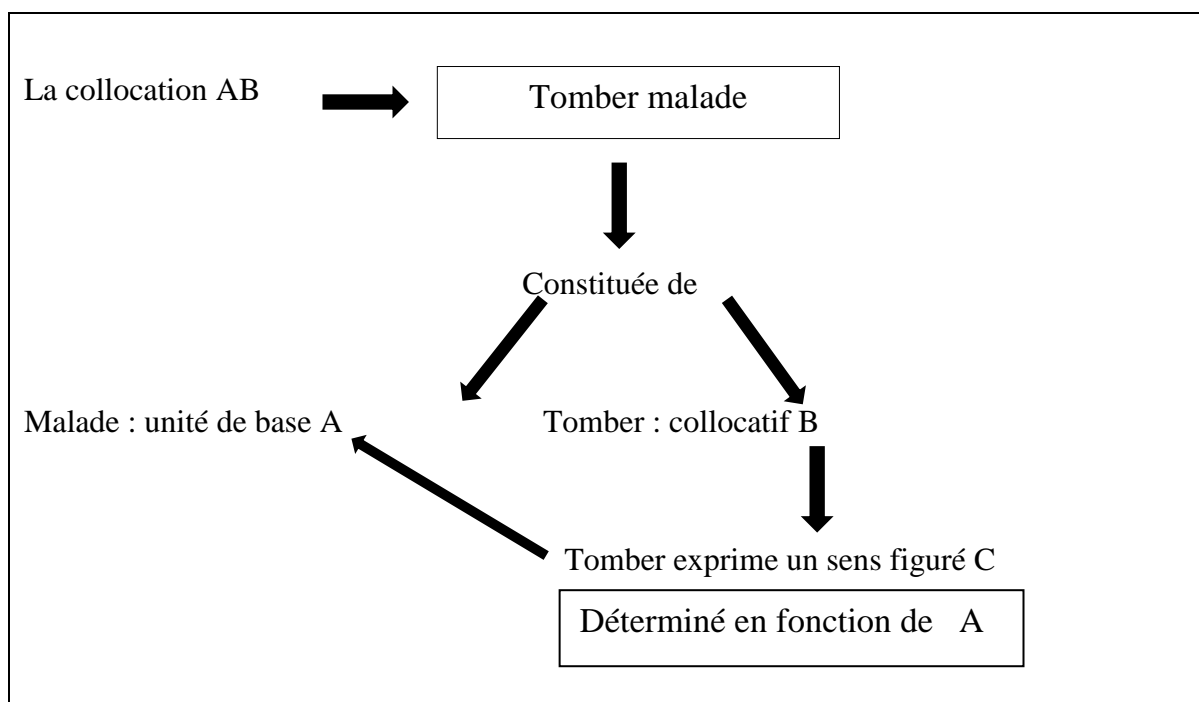 La collocation AB
Tomber malade
Constituée de
Malade : unité de base A
Tomber : collocatif B
Tomber exprime un sens figuré C
Déterminé en fonction de A